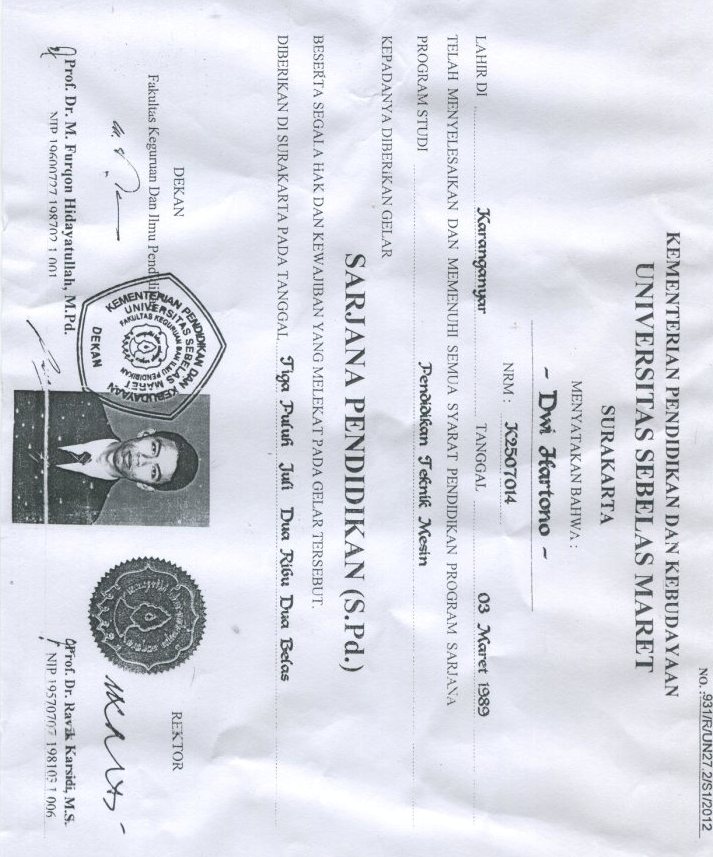 NO. :931/R/UN27.2/S1/2012
KEMENTERIAN PENDIDIKAN DAN KEBUDAYAAN
UNIVERSITAS SEBELAS MARET
SURAKARTA
MENYATAKAN BAHWA :
- Dwi Hartono -
NRM : K2507014
LAHIR DI Karanganyar TANGGAL 03 Maret 1989
TELAH MENYELESAIKAN DAN MEMENUHI SEMUA SYARAT PENDIDIKAN PROGRAM SARJANA
PROGRAM STUDI Pendidikan Teknik Mesin
KEPADANYA DIBERIKAN GELAR
SARJANA PENDIDIKAN (S.Pd.)
BESERTA SEGALA HAK DAN KEWAJIBAN YANG MELEKAT PADA GELAR TERSEBUT.
DIBERIKAN DI SURAKARTA PADA TANGGAL Tiga Puluh Juli Dua Ribu Dua Belas
DEKAN
Fakultas Keguruan Dan Ilmu
KEMENTERIAN PENDIDIKAN DAN KEBUDAYAAN
UNIVERSITAS SEBELAS MARET
FAKULTAS KEGURUAN DAN ILMU PENDIDIKAN
DEKAN
Prof. Dr. M. Furqon Hidayatullah, M.Pd.
NIP 19600727 198702 1 001
REKTOR
Prof. Dr. Ravik Karsidi, M.S.
NIP 19570707 198103 1 006